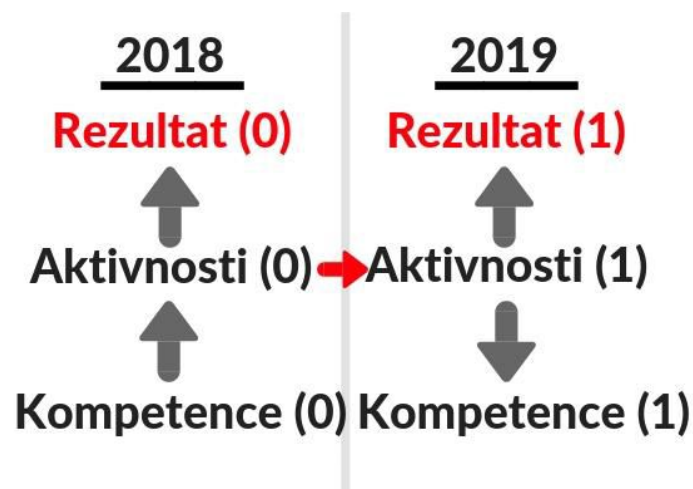 2018
Rezultat (0)
Aktivnosti (0)
Kompetence (0)
2019
Rezultat (1)
Aktivnosti (1)
Kompetence (1)